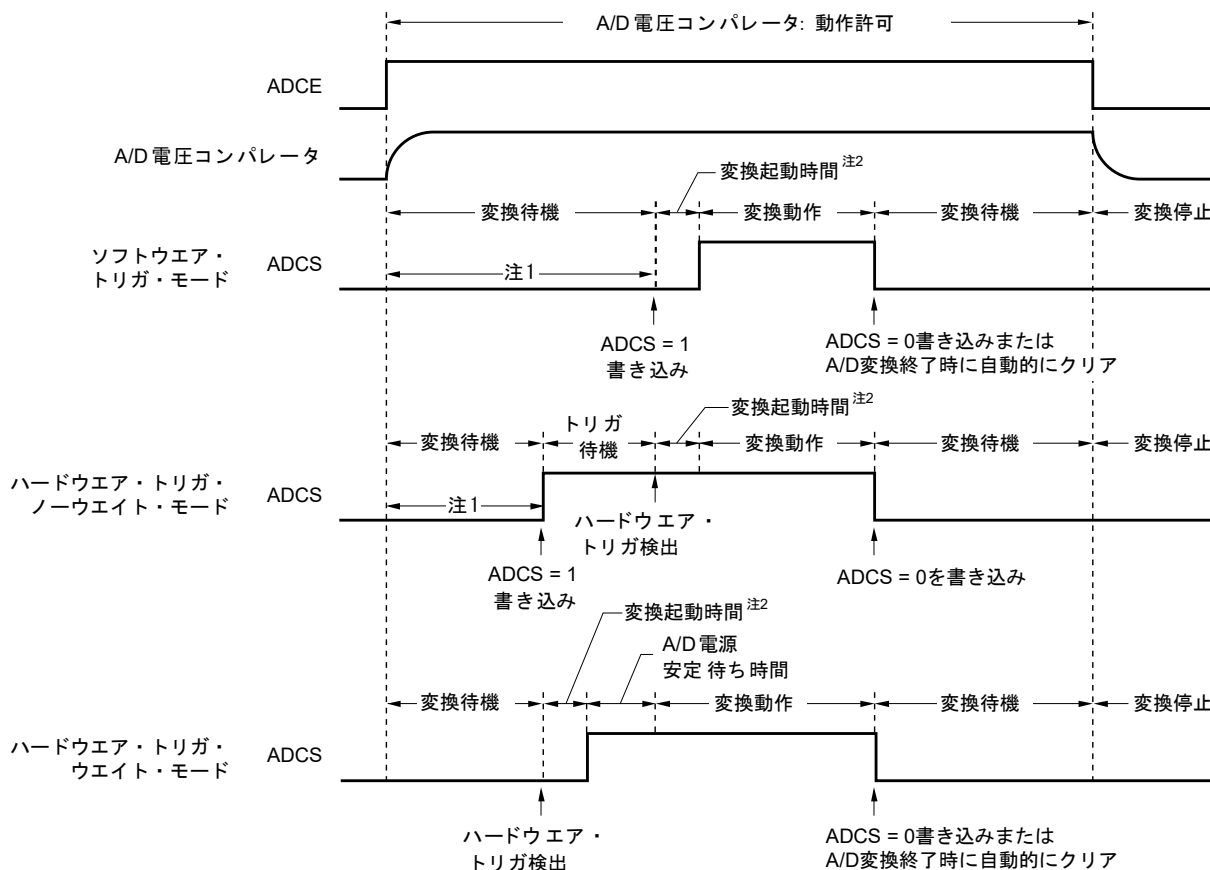 A/D電圧コンパレータ: 動作許可
ADCE
A/D電圧コンパレータ
変換起動時間注2
変換待機
変換動作
変換待機
変換停止
ソフトウエア・
トリガ・モード
ADCS
注1
ADCS = 1
書き込み
ADCS = 0書き込みまたは
A/D変換終了時に自動的にクリア
変換起動時間注2
変換待機
トリガ
待機
変換動作
変換待機
変換停止
ハードウエア・トリガ・
ノーウエイト・モード
ADCS
注1
ハードウエア・
トリガ検出
ADCS = 1
書き込み
ADCS = 0を書き込み
変換起動時間注2
A/D電源
安定待ち時間
変換待機
変換動作
変換待機
変換停止
ハードウエア・トリガ・
ウエイト・モード
ADCS
ハードウエア・
トリガ検出
ADCS = 0書き込みまたは
A/D変換終了時に自動的にクリア